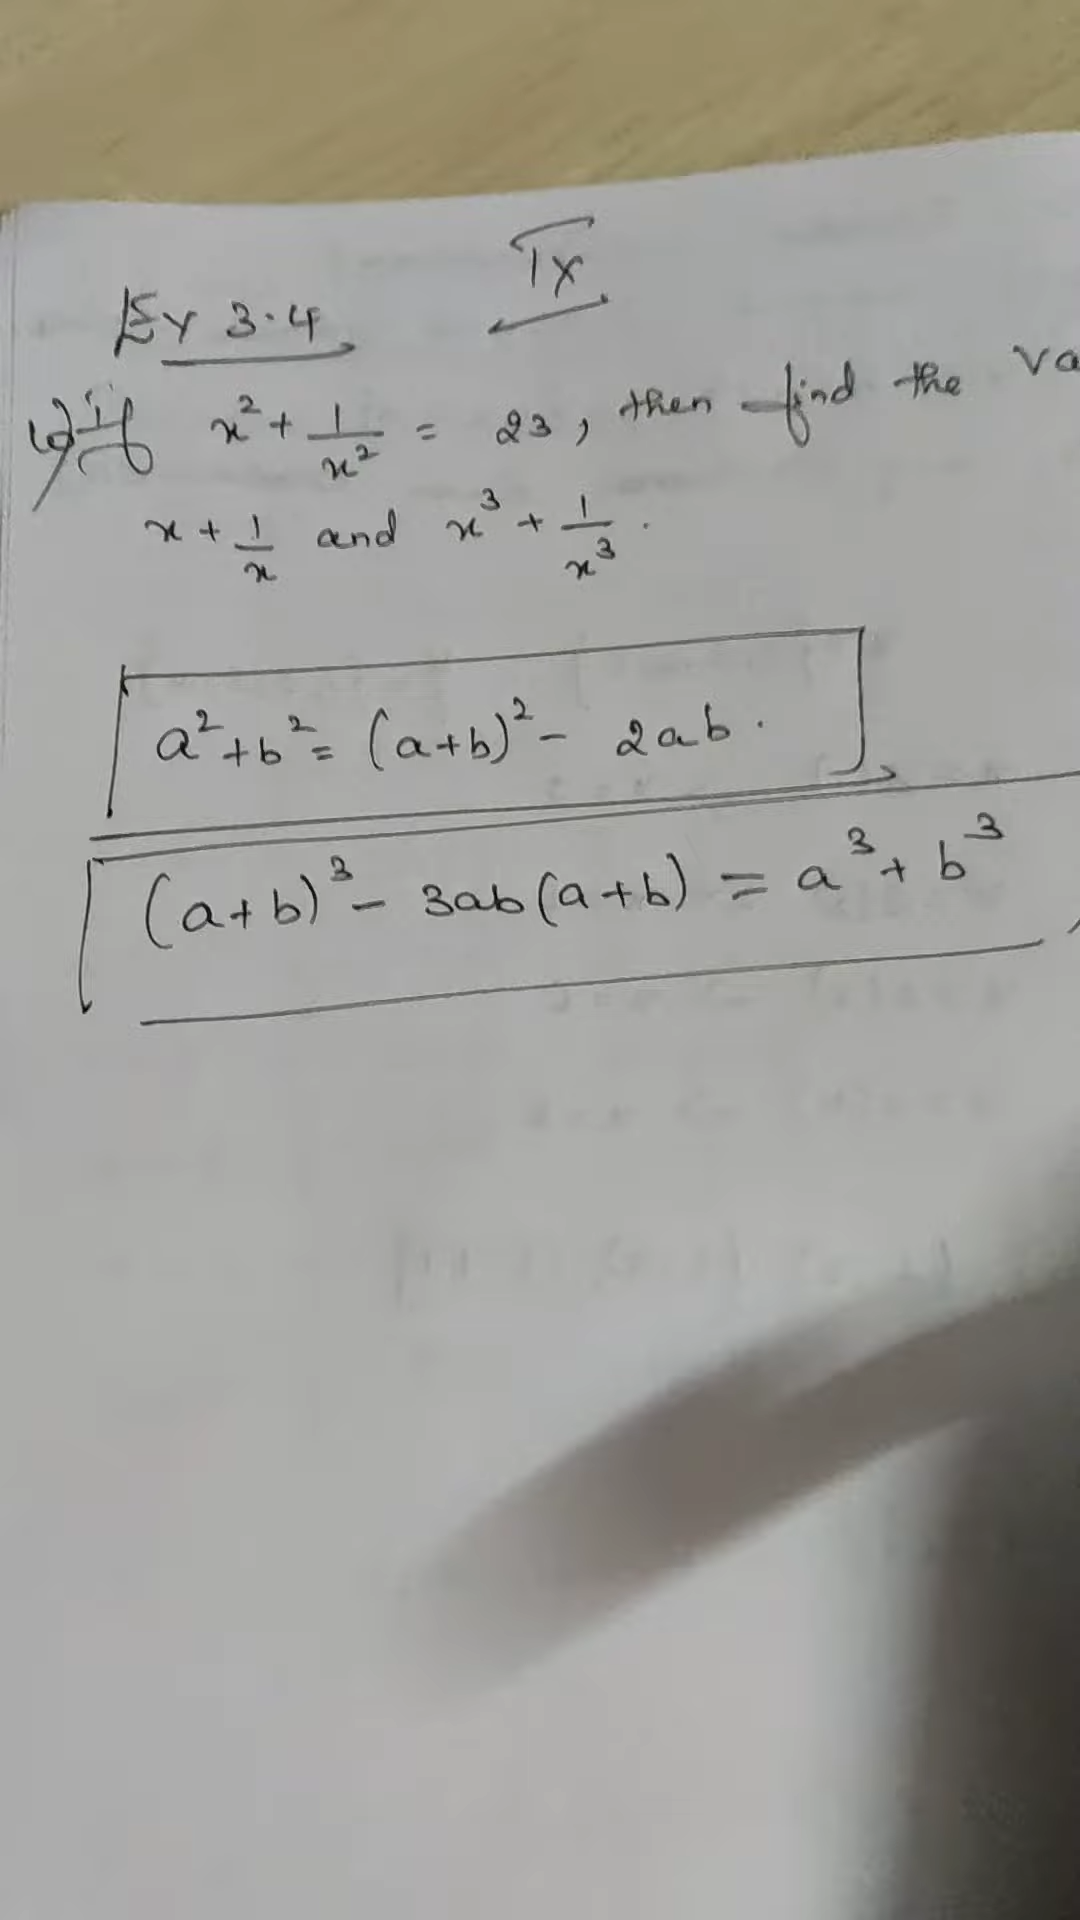 IX
Ex 3.4
If x² + 1/x² = 23, then find the va
x + 1/x and x³ + 1/x³.
a² + b² = (a+b)² - 2ab.
(a+b)³ - 3ab(a+b) = a³ + b³